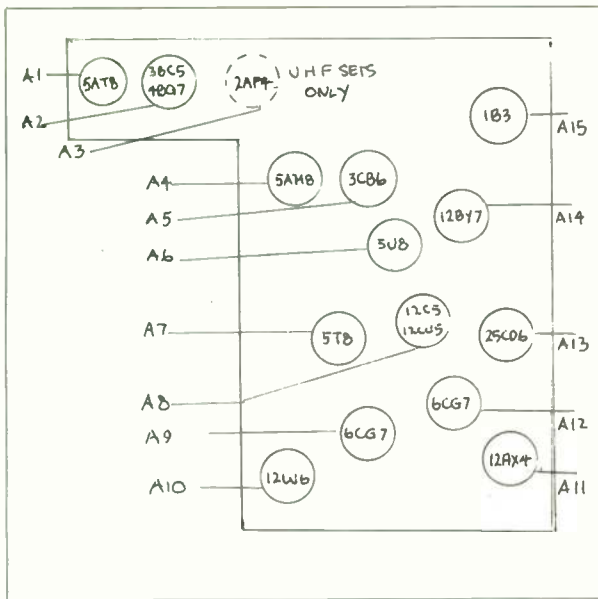 A1
5AT8
3BC5
4BQ7
2AF4
UHF SETS
ONLY
1B3
A2
A15
A3
A4
5AM8
3CB6
A5
12BY7
A14
A6
5U8
A7
5T8
12C5
12CU5
25CD6
A13
A8
6CG7
A12
A9
6CG7
12AX4
A10
12W6
A11